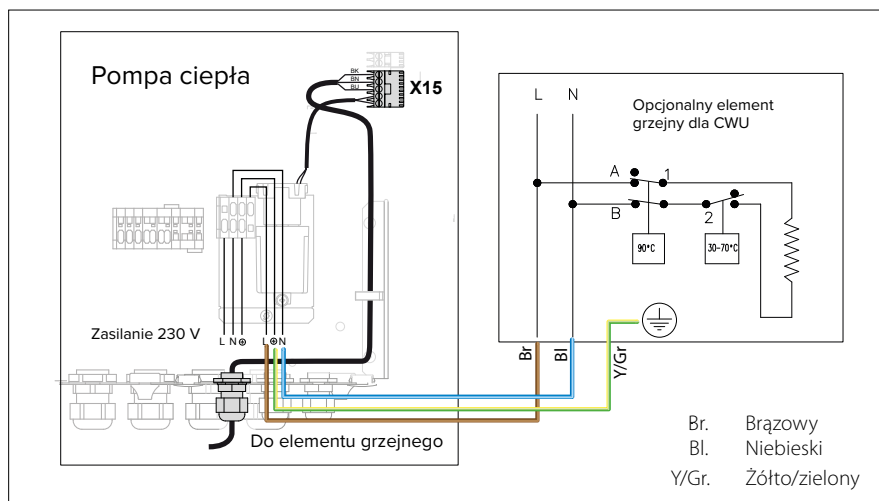 Pompa ciepła
BK
BN
BU
X15
Zasilanie 230 V
L N
L N
Do elementu grzejnego
L N
Opcjonalny element
grzejny dla CWU
A 1
B 2
90°C
30-70°C
Br
Bl
Y/Gr
Br. Brązowy
Bl. Niebieski
Y/Gr. Żółto/zielony